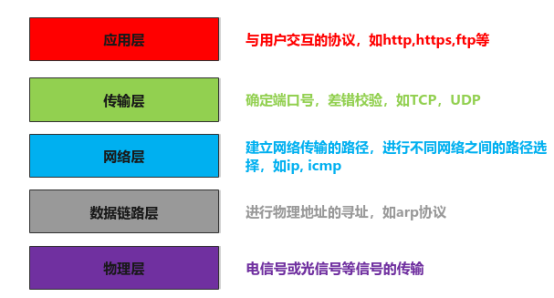 应用层
与用户交互的协议，如http,https,ftp等
传输层
确定端口号，差错校验，如TCP，UDP
网络层
建立网络传输的路径，进行不同网络之间的路径选
择，如ip, icmp
数据链路层
进行物理地址的寻址，如arp协议
物理层
电信号或光信号等信号的传输